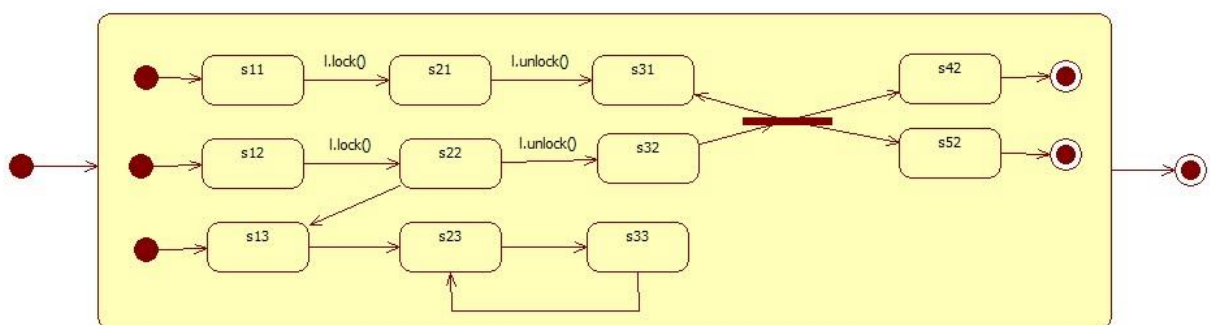 s11 l.lock() s21 l.unlock() s31 s42
s12 l.lock() s22 l.unlock() s32 s52
s13 s23 s33